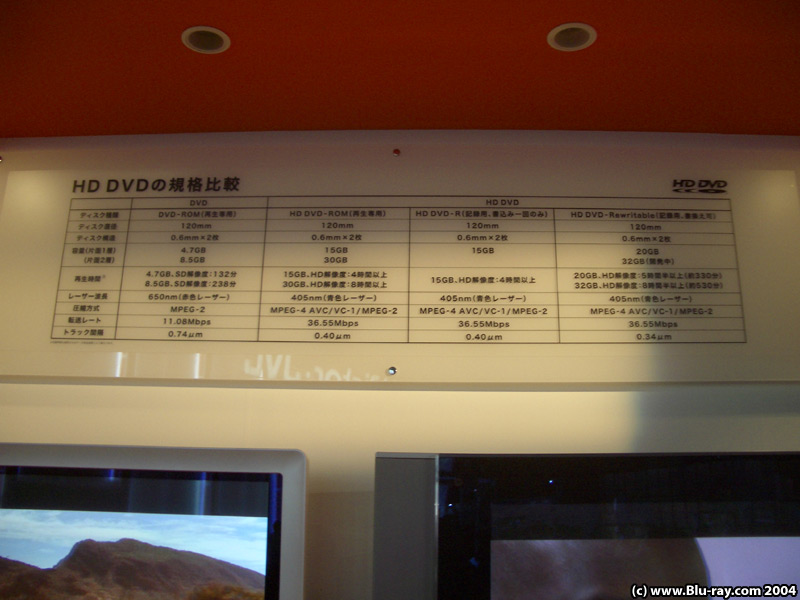 HD DVDの規格比較
HD DVD
DVD HD DVD
ディスク種類 DVD-ROM(再生専用) HD DVD-ROM(再生専用) HD DVD-R(記録用、書込み一回のみ) HD DVD-Rewritable(記録用、書換え可)
ディスク直径 120mm 120mm 120mm 120mm
ディスク構造 0.6mm×2枚 0.6mm×2枚 0.6mm×2枚 0.6mm×2枚
容量(片面1層) 4.7GB 15GB 15GB 20GB
(片面2層) 8.5GB 30GB 32GB(開発中)
再生時間 4.7GB、SD解像度:132分 15GB、HD解像度:4時間以上 15GB、HD解像度:4時間以上 20GB、HD解像度:5時間半以上(約330分)
8.5GB、SD解像度:238分 30GB、HD解像度:8時間以上 32GB、HD解像度:8時間半以上(約530分)
レーザー波長 650nm(赤色レーザー) 405nm(青色レーザー) 405nm(青色レーザー) 405nm(青色レーザー)
圧縮方式 MPEG-2 MPEG-4 AVC/VC-1/MPEG-2 MPEG-4 AVC/VC-1/MPEG-2 MPEG-4 AVC/VC-1/MPEG-2
転送レート 11.08Mbps 36.55Mbps 36.55Mbps 36.55Mbps
トラック間隔 0.74μm 0.40μm 0.40μm 0.34μm
(c) www.Blu-ray.com 2004